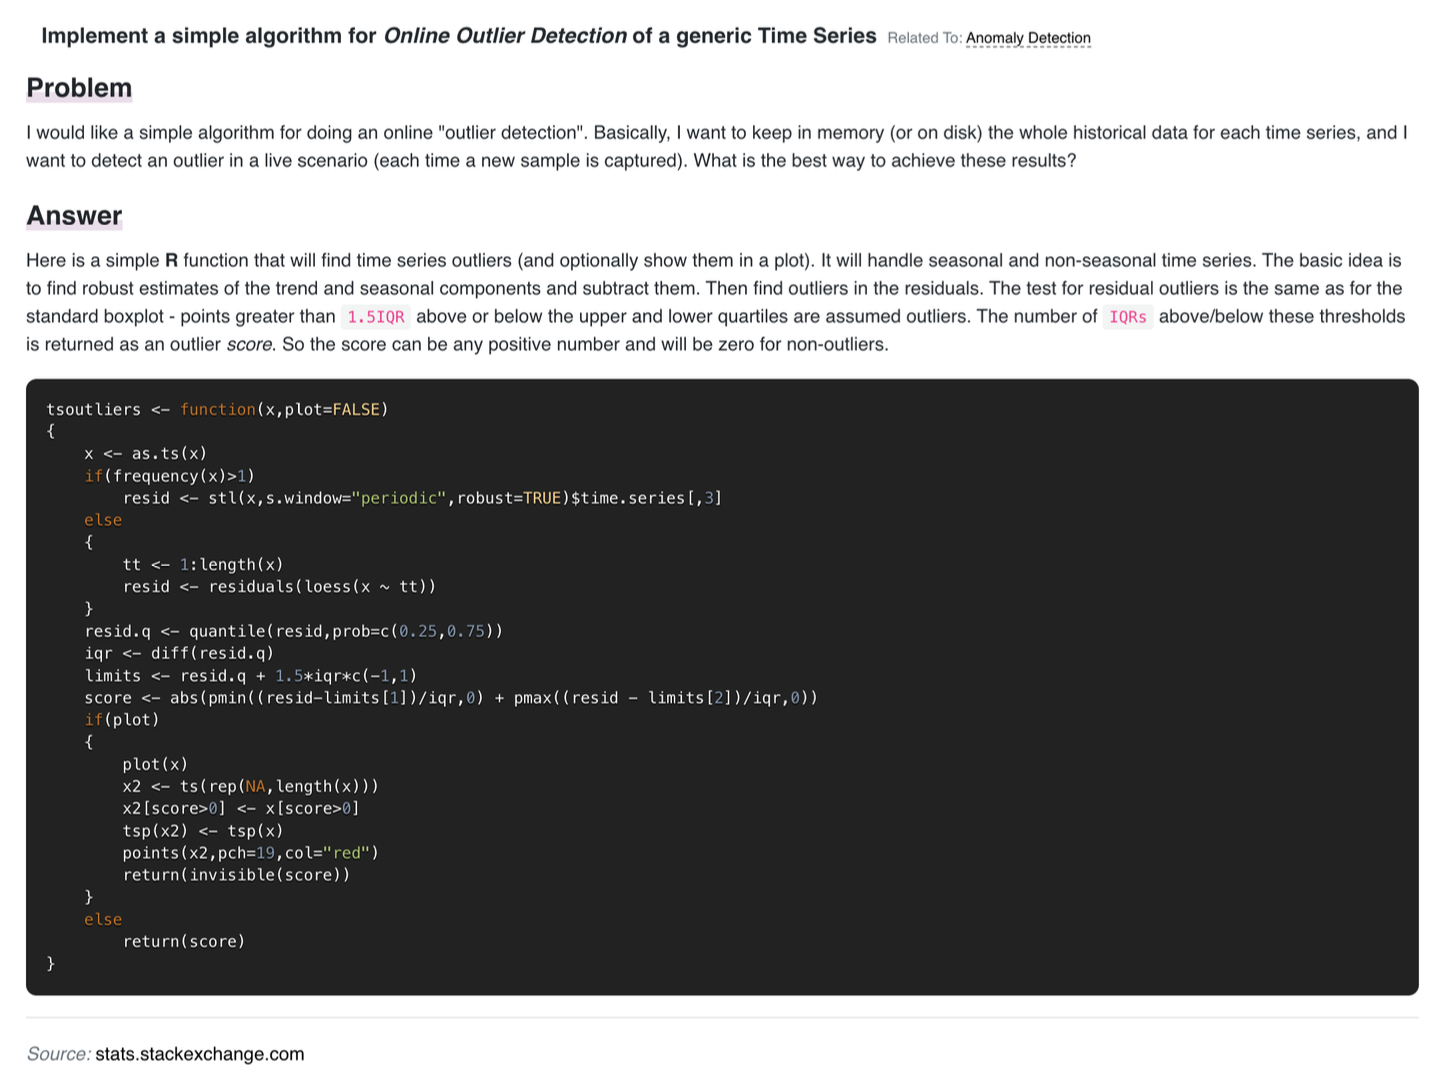 Implement a simple algorithm for Online Outlier Detection of a generic Time Series Related To: Anomaly Detection
Problem
I would like a simple algorithm for doing an online "outlier detection". Basically, I want to keep in memory (or on disk) the whole historical data for each time series, and I
want to detect an outlier in a live scenario (each time a new sample is captured). What is the best way to achieve these results?
Answer
Here is a simple R function that will find time series outliers (and optionally show them in a plot). It will handle seasonal and non-seasonal time series. The basic idea is
to find robust estimates of the trend and seasonal components and subtract them. Then find outliers in the residuals. The test for residual outliers is the same as for the
standard boxplot - points greater than 1.5IQR above or below the upper and lower quartiles are assumed outliers. The number of IQRs above/below these thresholds
is returned as an outlier score. So the score can be any positive number and will be zero for non-outliers.
tsoutliers <- function(x,plot=FALSE)
{
    x <- as.ts(x)
    if(frequency(x)>1)
        resid <- stl(x,s.window="periodic",robust=TRUE)$time.series[,3]
    else
    {
        tt <- 1:length(x)
        resid <- residuals(loess(x ~ tt))
    }
    resid.q <- quantile(resid,prob=c(0.25,0.75))
    iqr <- diff(resid.q)
    limits <- resid.q + 1.5*iqr*c(-1,1)
    score <- abs(pmin((resid-limits[1])/iqr,0) + pmax((resid - limits[2])/iqr,0))
    if(plot)
    {
        plot(x)
        x2 <- ts(rep(NA,length(x)))
        x2[score>0] <- x[score>0]
        tsp(x2) <- tsp(x)
        points(x2,pch=19,col="red")
        return(invisible(score))
    }
    else
        return(score)
}
Source: stats.stackexchange.com